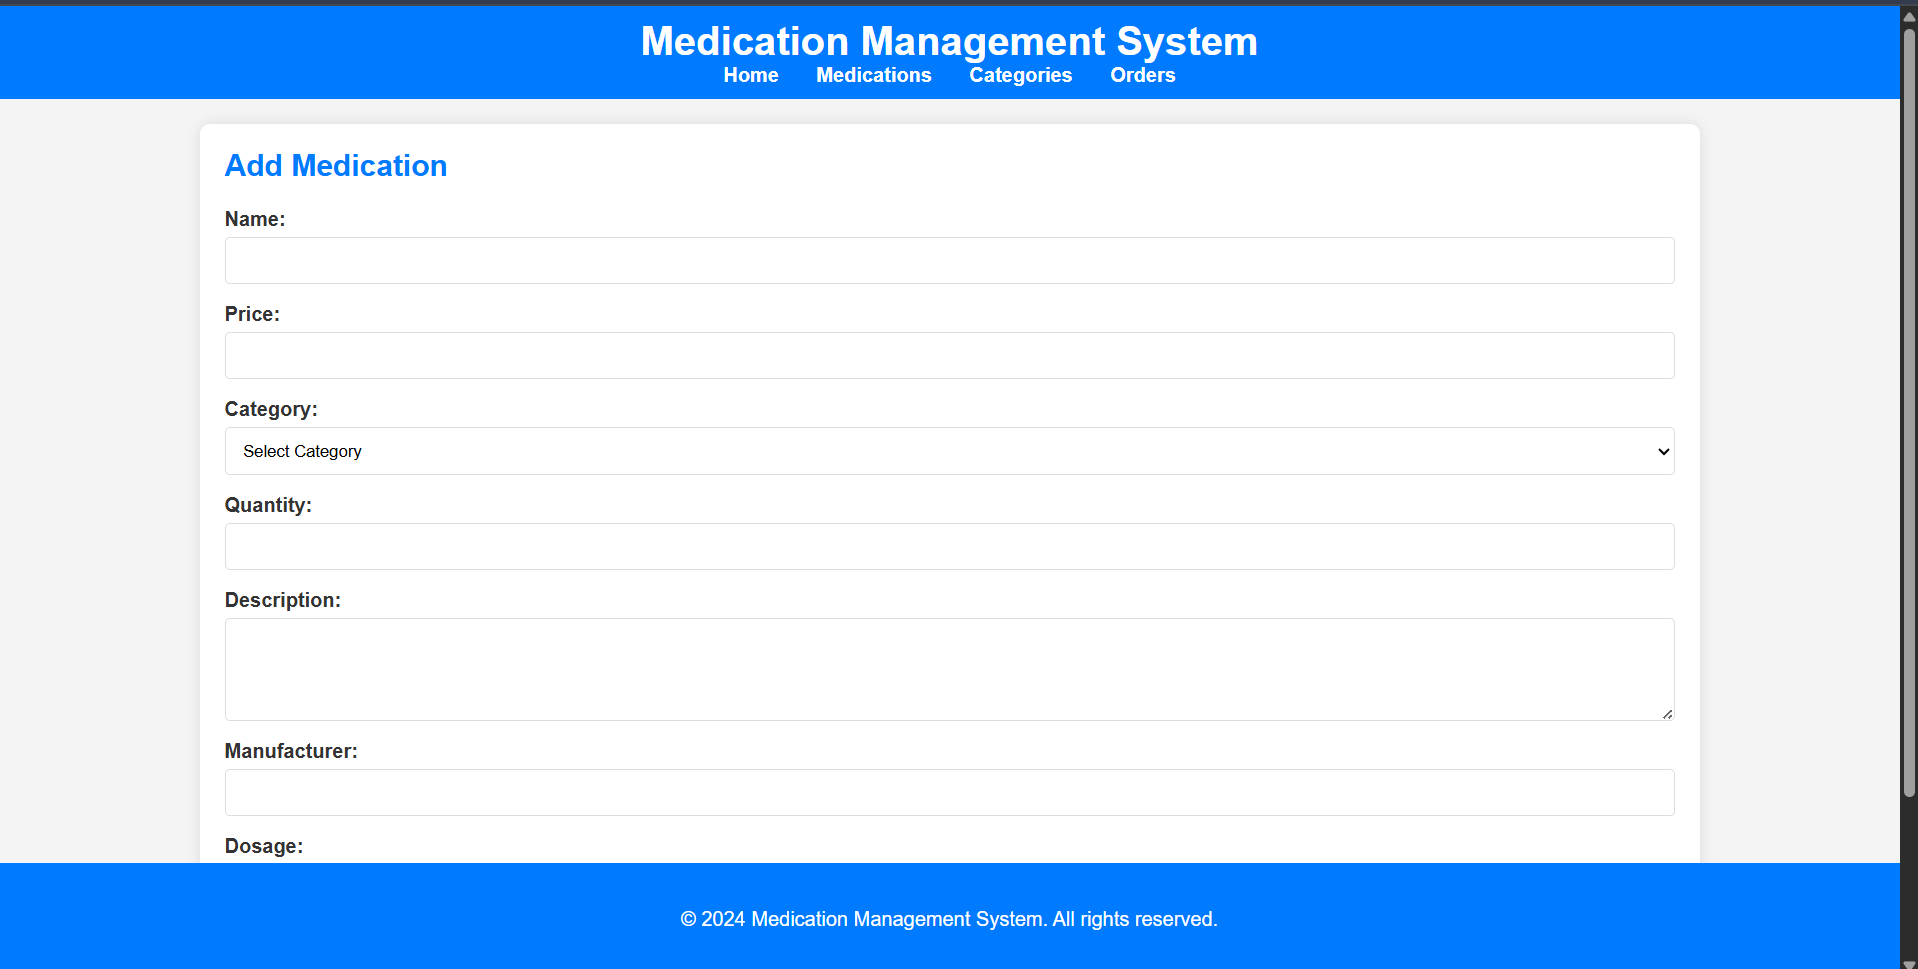 Medication Management System
Home Medications Categories Orders
Add Medication
Name:
Price:
Category:
Select Category
Quantity:
Description:
Manufacturer:
Dosage:
© 2024 Medication Management System. All rights reserved.